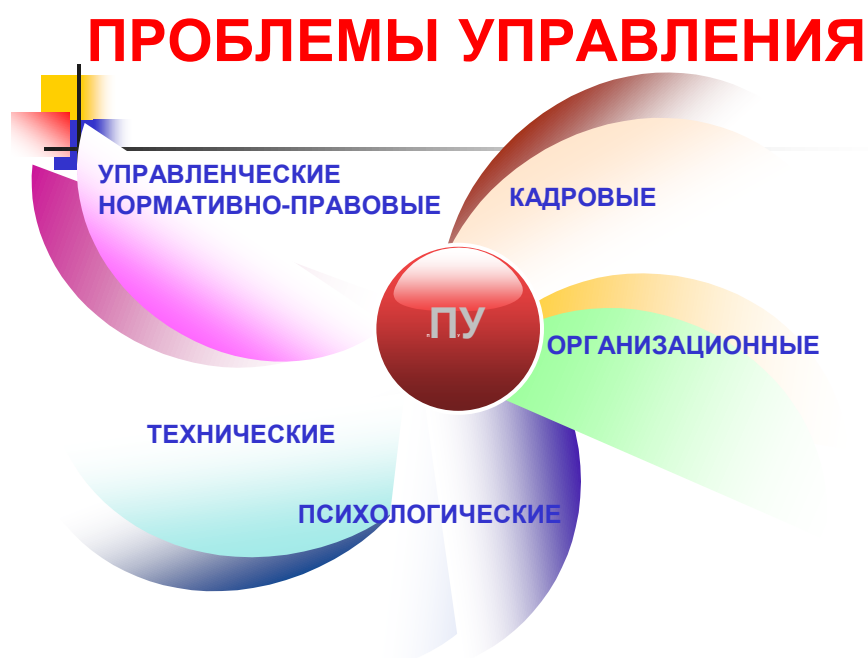 ПРОБЛЕМЫ УПРАВЛЕНИЯ
УПРАВЛЕНЧЕСКИЕ
НОРМАТИВНО-ПРАВОВЫЕ
КАДРОВЫЕ
ПУ
ОРГАНИЗАЦИОННЫЕ
ТЕХНИЧЕСКИЕ
ПСИХОЛОГИЧЕСКИЕ